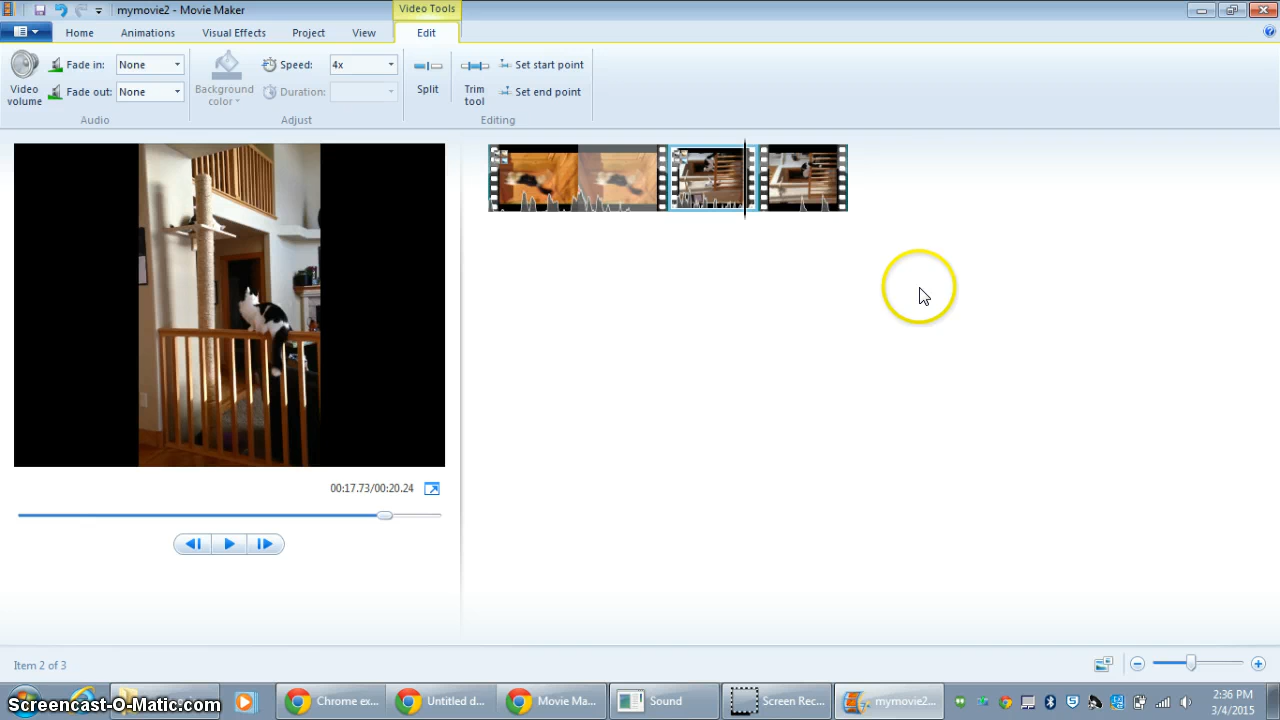 mymovie2 - Movie Maker
Video Tools
Home
Animations
Visual Effects
Project
View
Edit
Video volume
Fade in: None
Fade out: None
Audio
Background color
Speed: 4x
Duration:
Adjust
Split
Trim tool
Set start point
Set end point
Editing
00:17.73/00:20.24
Item 2 of 3
Chrome ex...
Untitled d...
Movie Ma...
Sound
Screen Rec...
mymovie2...
2:36 PM
3/4/2015
Screencast-O-Matic.com